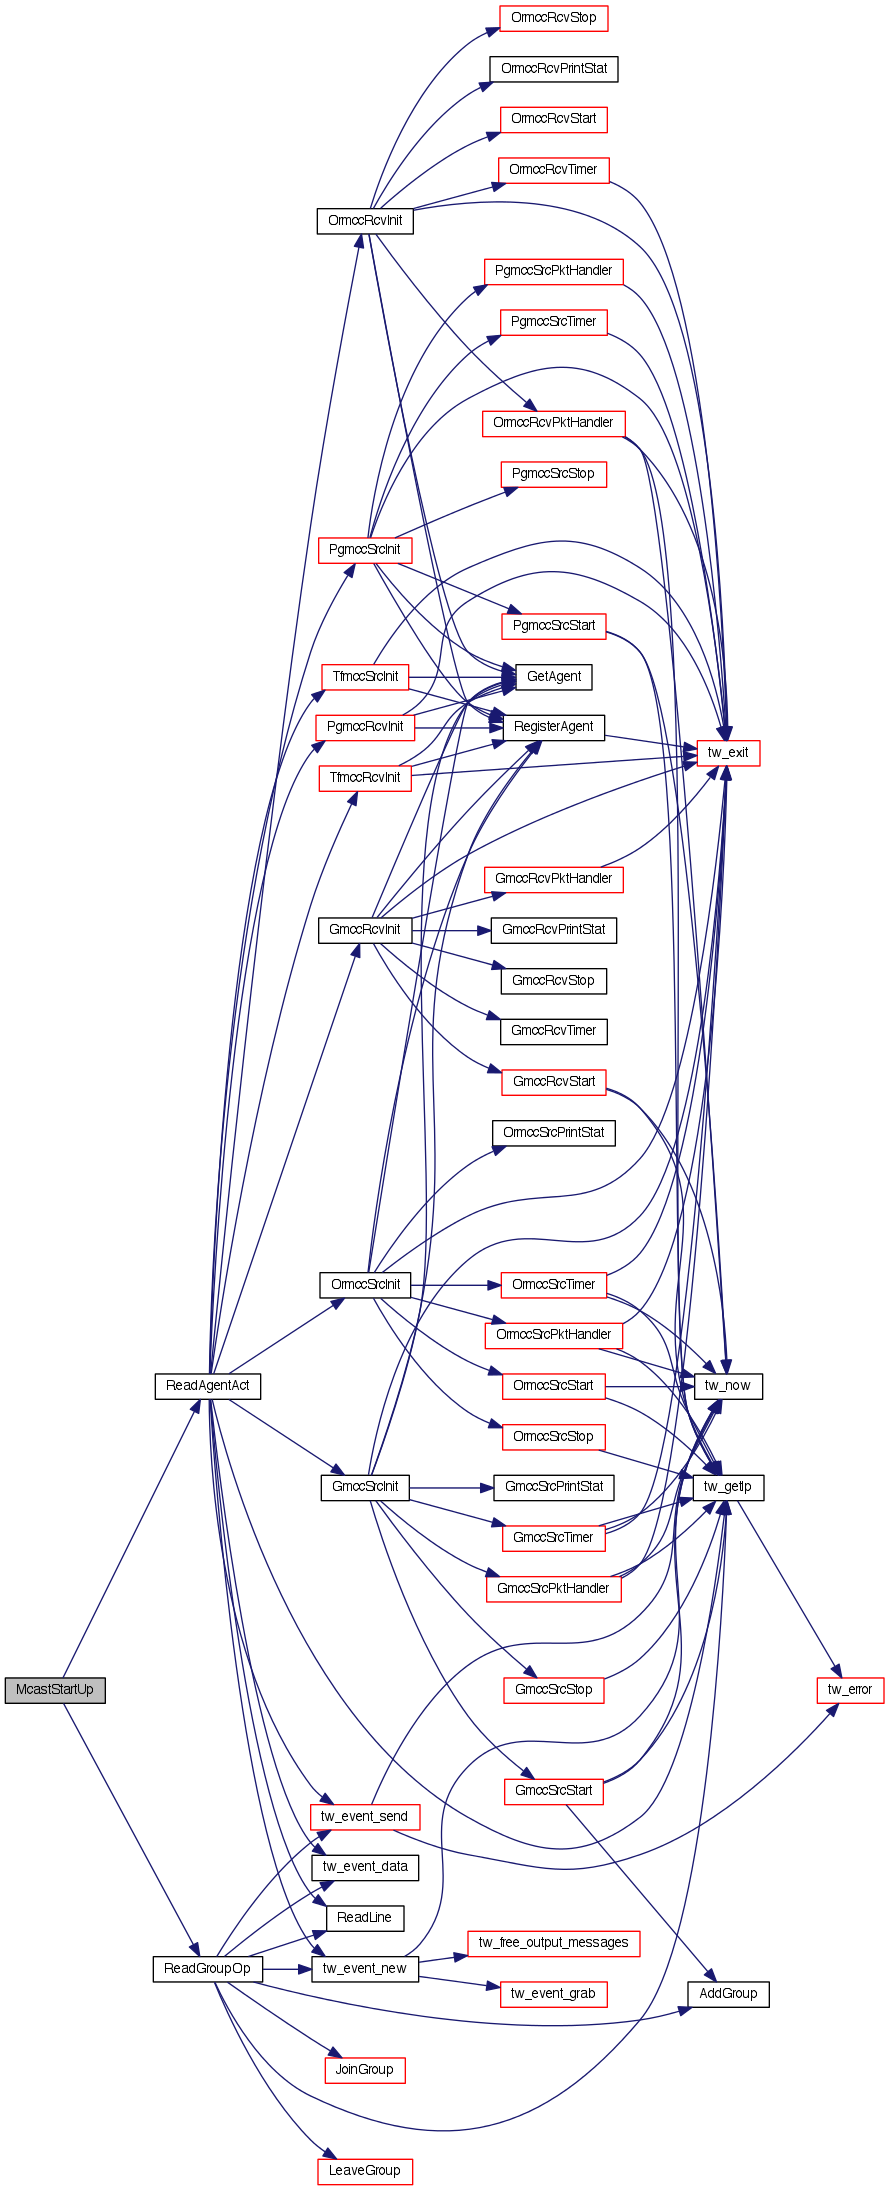 OrmccRcvStop
OrmccRcvPrintStat
OrmccRcvStart
OrmccRcvTimer
OrmccRcvInit
PgmccSrcPktHandler
PgmccSrcTimer
OrmccRcvPktHandler
PgmccSrcStop
PgmccSrcInit
PgmccSrcStart
TfmccSrcInit
GetAgent
PgmccRcvInit
RegisterAgent
tw_exit
TfmccRcvInit
GmccRcvPktHandler
GmccRcvInit
GmccRcvPrintStat
GmccRcvStop
GmccRcvTimer
GmccRcvStart
OrmccSrcPrintStat
OrmccSrcInit
OrmccSrcTimer
OrmccSrcPktHandler
ReadAgentAct
OrmccSrcStart
tw_now
OrmccSrcStop
GmccSrcInit
GmccSrcPrintStat
tw_getlp
GmccSrcTimer
GmccSrcPktHandler
McastStartUp
GmccSrcStop
tw_error
GmccSrcStart
tw_event_send
tw_event_data
ReadLine
tw_free_output_messages
ReadGroupOp
tw_event_new
tw_event_grab
AddGroup
JoinGroup
LeaveGroup